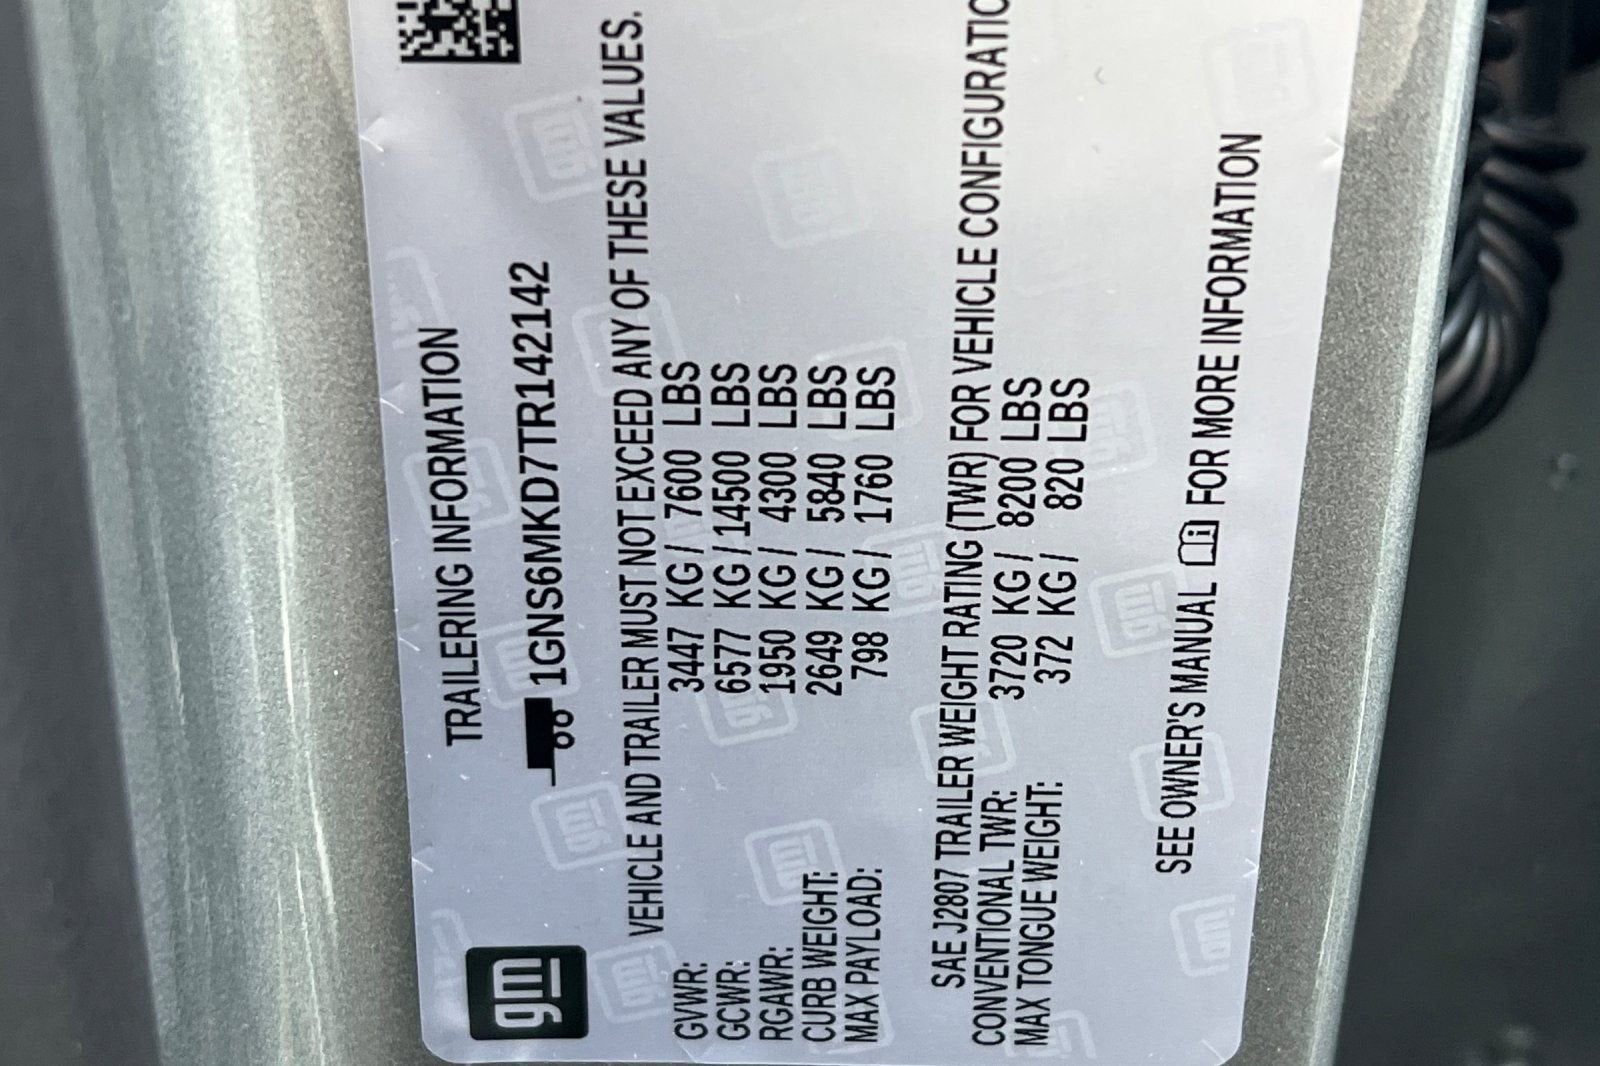 gm
TRAILERING INFORMATION
1GNS6MKD7TR142142
VEHICLE AND TRAILER MUST NOT EXCEED ANY OF THESE VALUES.
GVWR: 3447 KG / 7600 LBS
GCWR: 6577 KG / 14500 LBS
RGAWR: 1950 KG / 4300 LBS
CURB WEIGHT: 2649 KG / 5840 LBS
MAX PAYLOAD: 798 KG / 1760 LBS
SAE J2807 TRAILER WEIGHT RATING (TWR) FOR VEHICLE CONFIGURATIO
CONVENTIONAL TWR: 3720 KG / 8200 LBS
MAX TONGUE WEIGHT: 372 KG / 820 LBS
SEE OWNER'S MANUAL FOR MORE INFORMATION